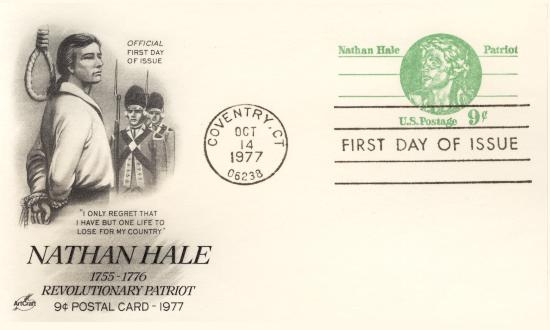 OFFICIAL
FIRST DAY
OF ISSUE
Nathan Hale Patriot
U.S. Postage 9¢
COVENTRY, CT
OCT
14
1977
06238
FIRST DAY OF ISSUE
"I ONLY REGRET THAT
I HAVE BUT ONE LIFE TO
LOSE FOR MY COUNTRY"
NATHAN HALE
1755-1776
REVOLUTIONARY PATRIOT
9¢ POSTAL CARD - 1977
ArtCraft